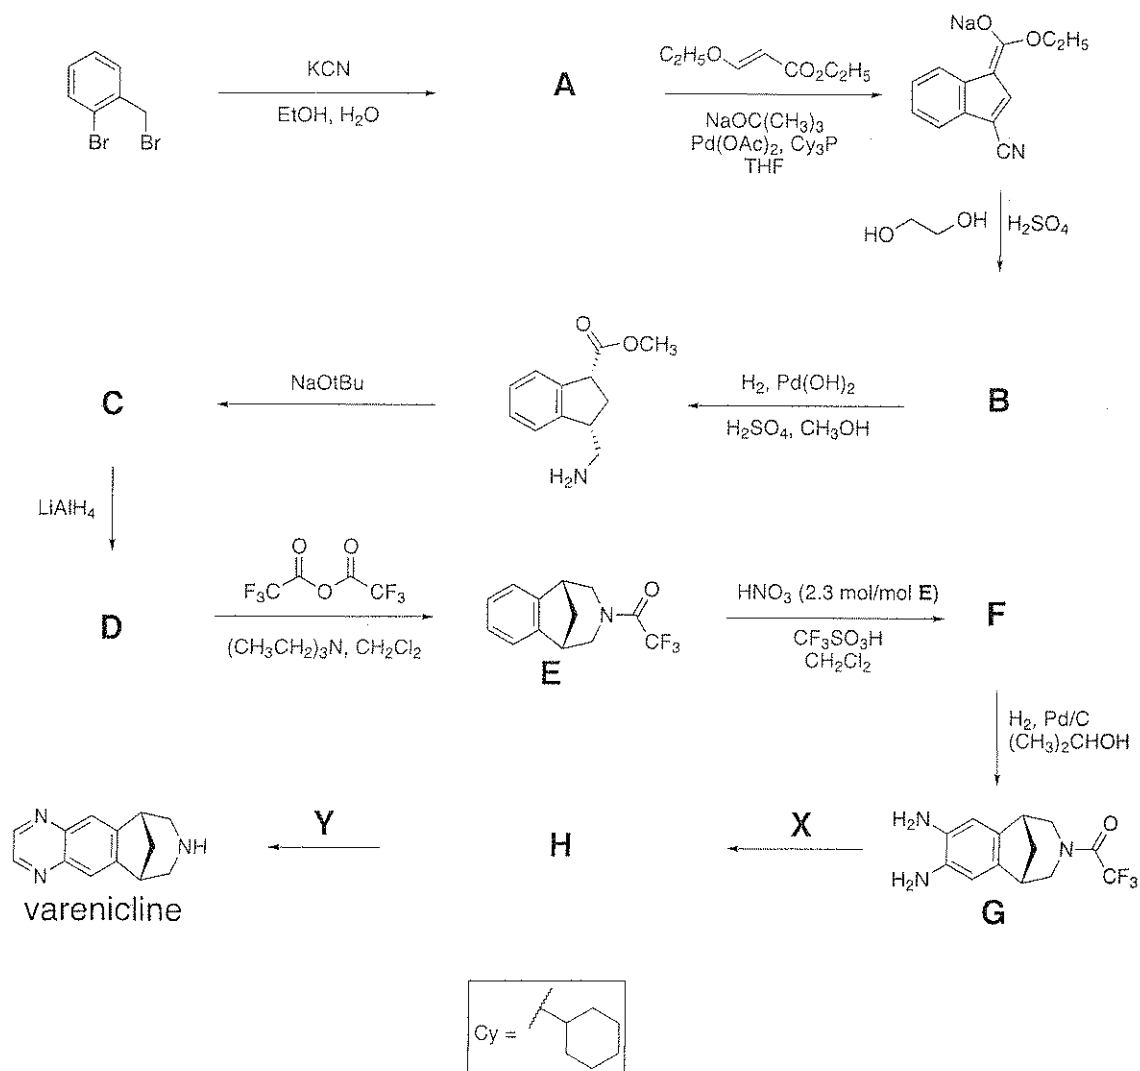 KCN
EtOH, H₂O
Br
Br
A
C₂H₅O
CO₂C₂H₅
NaOC(CH₃)₃
Pd(OAc)₂, Cy₃P
THF
NaO
OC₂H₅
CN
HO
OH
H₂SO₄
B
H₂, Pd(OH)₂
H₂SO₄, CH₃OH
O
OCH₃
H₂N
NaOtBu
C
LiAlH₄
D
O
O
F₃C
O
CF₃
(CH₃CH₂)₃N, CH₂Cl₂
N
O
CF₃
E
HNO₃ (2.3 mol/mol E)
CF₃SO₃H
CH₂Cl₂
F
H₂, Pd/C
(CH₃)₂CHOH
H₂N
H₂N
N
O
CF₃
G
X
H
Y
N
N
NH
varenicline
Cy =